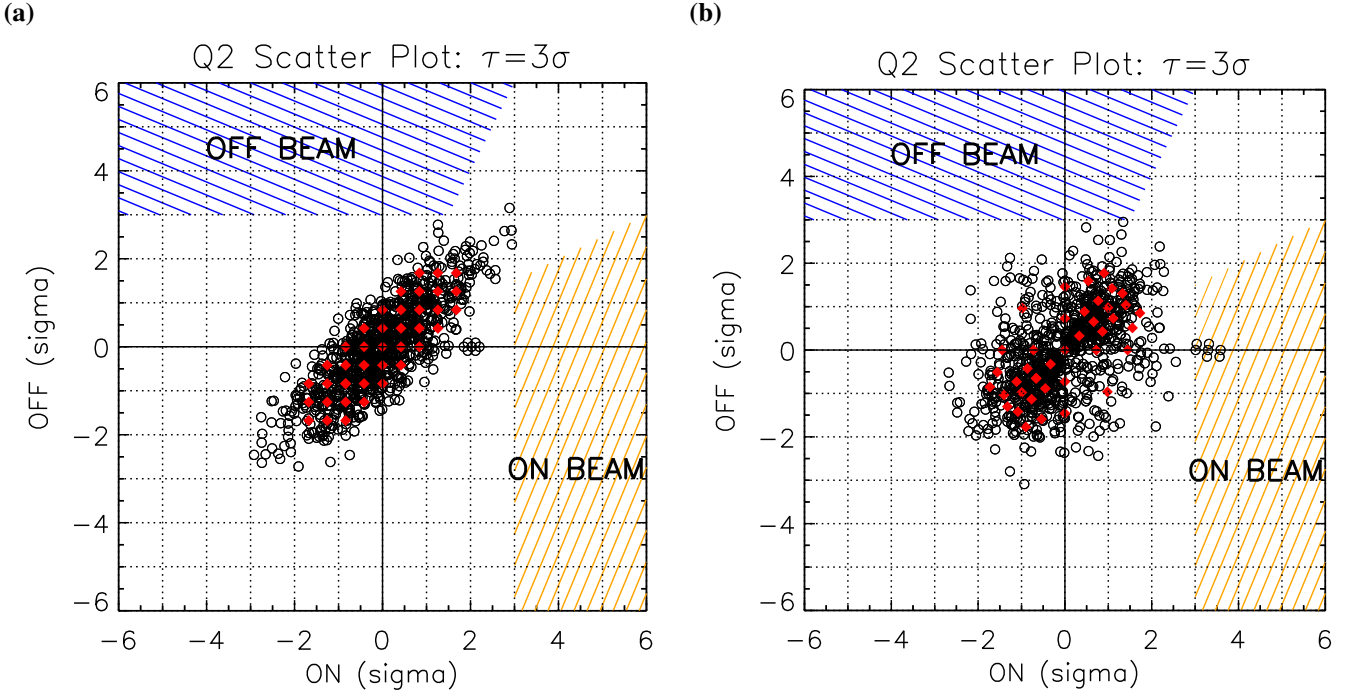 (a)
Q2 Scatter Plot: τ=3σ
6
4
2
0
−2
−4
−6
OFF (sigma)
OFF BEAM
ON BEAM
−6 −4 −2 0 2 4 6
ON (sigma)
(b)
Q2 Scatter Plot: τ=3σ
6
4
2
0
−2
−4
−6
OFF (sigma)
OFF BEAM
ON BEAM
−6 −4 −2 0 2 4 6
ON (sigma)